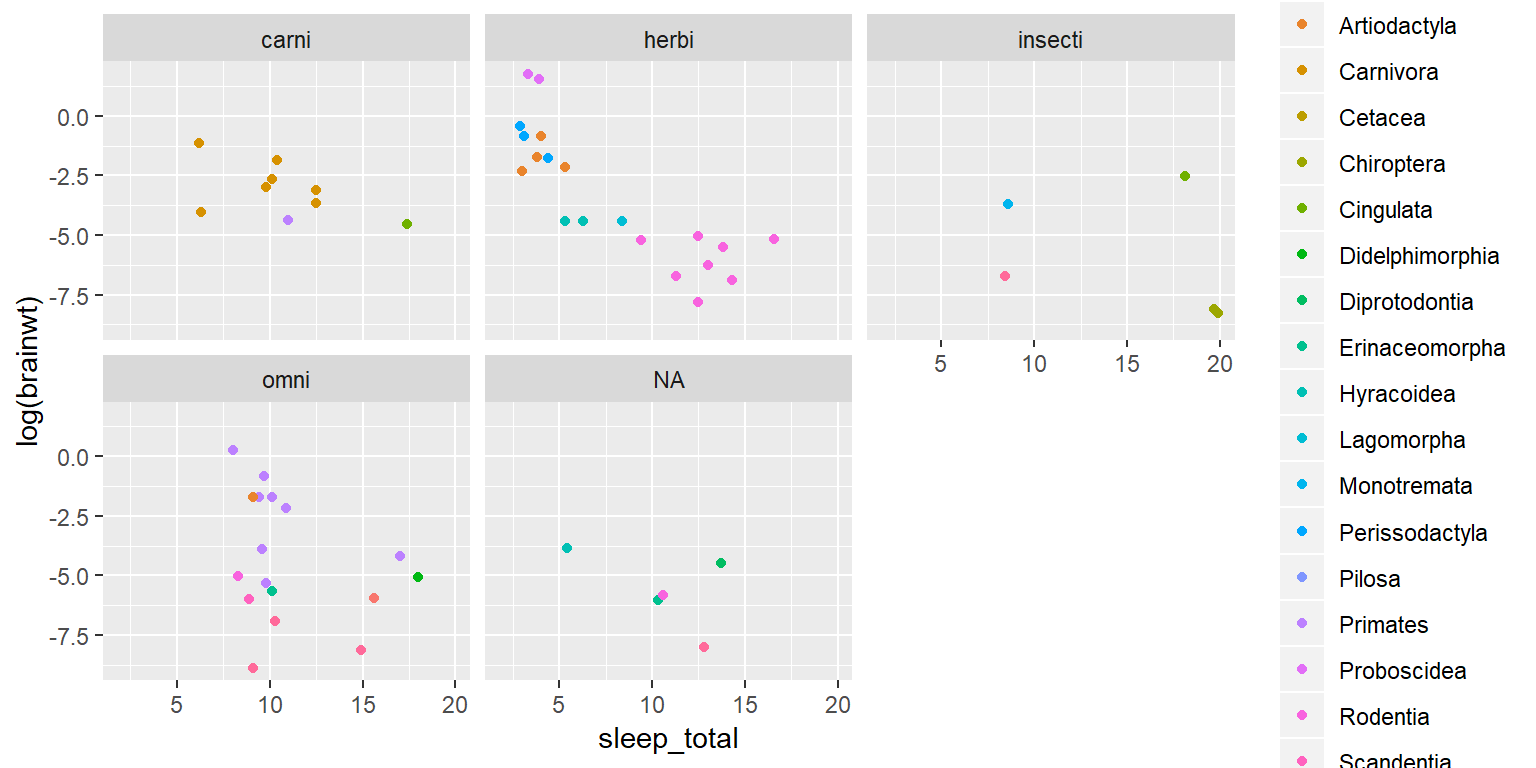 carni
herbi
insecti
0.0
-2.5
-5.0
-7.5
5 10 15 20
omni
NA
0.0
-2.5
-5.0
-7.5
5 10 15 20
5 10 15 20
log(brainwt)
sleep_total
Artiodactyla
Carnivora
Cetacea
Chiroptera
Cingulata
Didelphimorphia
Diprotodontia
Erinaceomorpha
Hyracoidea
Lagomorpha
Monotremata
Perissodactyla
Pilosa
Primates
Proboscidea
Rodentia
Scandentia